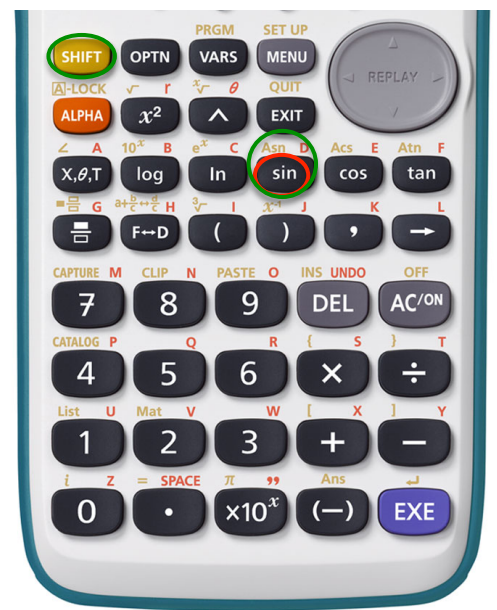 PRGM SET UP
SHIFT OPTN VARS MENU
A-LOCK √ r ˣ√ θ QUIT
REPLAY
ALPHA x² ^ EXIT
∠ A 10ˣ B eˣ C Asn D Acs E Atn F
X,θ,T log ln sin cos tan
G a+b/c↔d/c H ³√ I x⁻¹ J K L
F↔D ( ) , →
CAPTURE M CLIP N PASTE O INS UNDO OFF
7 8 9 DEL AC/ON
CATALOG P Q R { S } T
4 5 6 × ÷
List U Mat V W [ X ] Y
1 2 3 + −
i Z = SPACE π " Ans ↵
0 • ×10ˣ (−) EXE